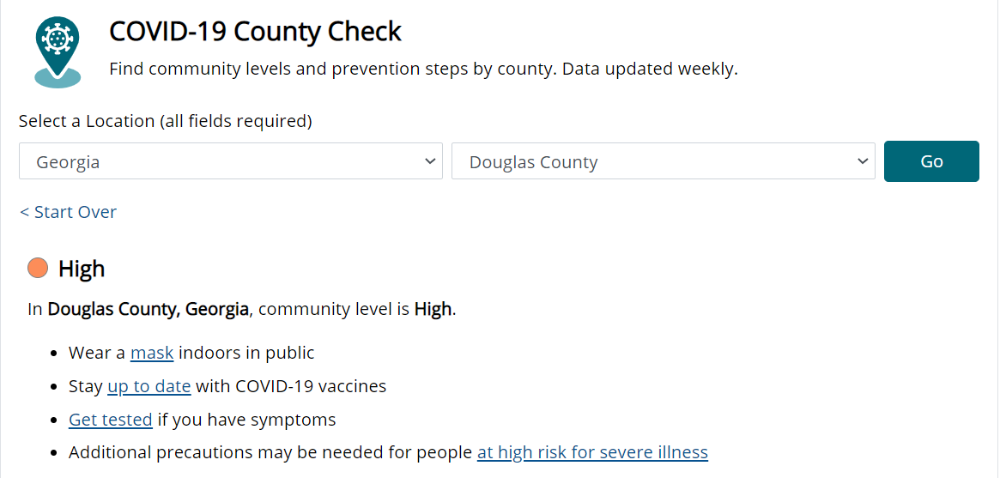 COVID-19 County Check
Find community levels and prevention steps by county. Data updated weekly.
Select a Location (all fields required)
Georgia
Douglas County
Go
< Start Over
High
In Douglas County, Georgia, community level is High.
• Wear a mask indoors in public
• Stay up to date with COVID-19 vaccines
• Get tested if you have symptoms
• Additional precautions may be needed for people at high risk for severe illness